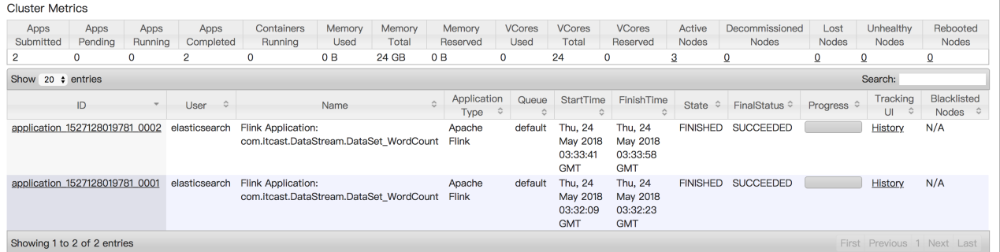 Cluster Metrics
Apps Submitted Apps Pending Apps Running Apps Completed Containers Running Memory Used Memory Total Memory Reserved VCores Used VCores Total VCores Reserved Active Nodes Decommissioned Nodes Lost Nodes Unhealthy Nodes Rebooted Nodes
2 0 0 2 0 0 B 24 GB 0 B 0 24 0 3 0 0 0 0
Show 20 entries Search:
ID User Name Application Type Queue StartTime FinishTime State FinalStatus Progress Tracking UI Blacklisted Nodes
application_1527128019781_0002 elasticsearch Flink Application: Apache default Thu, 24 Thu, 24 FINISHED SUCCEEDED History N/A
com.itcast.DataStream.DataSet_WordCount Flink May 2018 May 2018
03:33:41 03:33:58
GMT GMT
application_1527128019781_0001 elasticsearch Flink Application: Apache default Thu, 24 Thu, 24 FINISHED SUCCEEDED History N/A
com.itcast.DataStream.DataSet_WordCount Flink May 2018 May 2018
03:32:09 03:32:23
GMT GMT
Showing 1 to 2 of 2 entries First Previous 1 Next Last